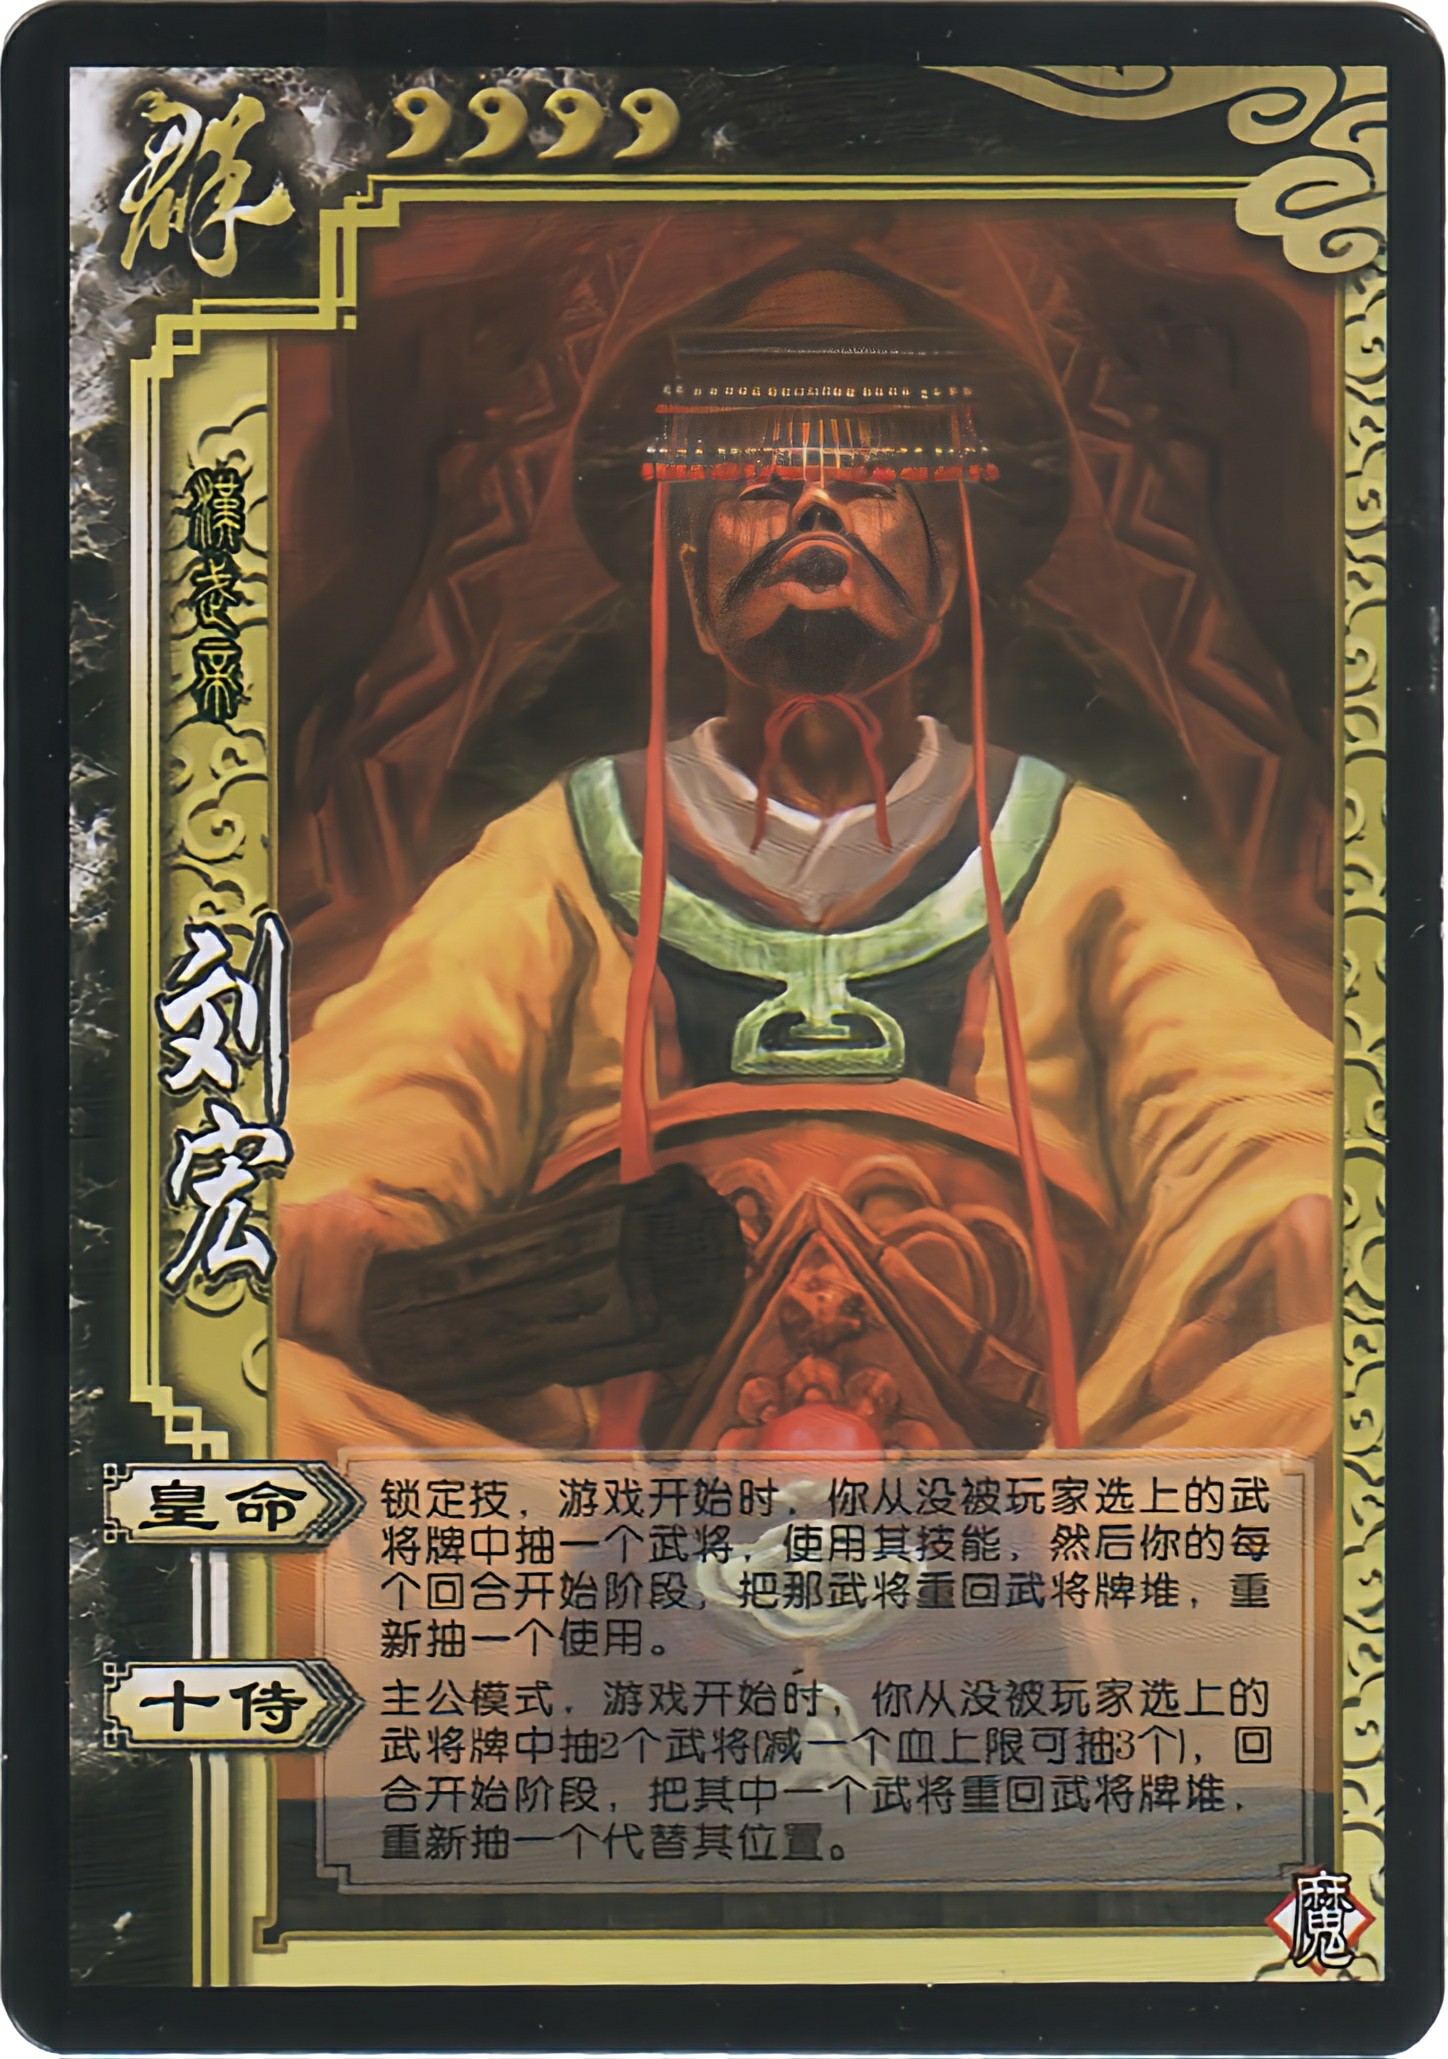 群
漢武帝
刘宏
皇命
锁定技，游戏开始时，你从没被玩家选上的武
将牌中抽一个武将，使用其技能，然后你的每
个回合开始阶段，把那武将重回武将牌堆，重
新抽一个使用。
十侍
主公模式，游戏开始时，你从没被玩家选上的
武将牌中抽2个武将(减一个血上限可抽3个)，回
合开始阶段，把其中一个武将重回武将牌堆，
重新抽一个代替其位置。
魔